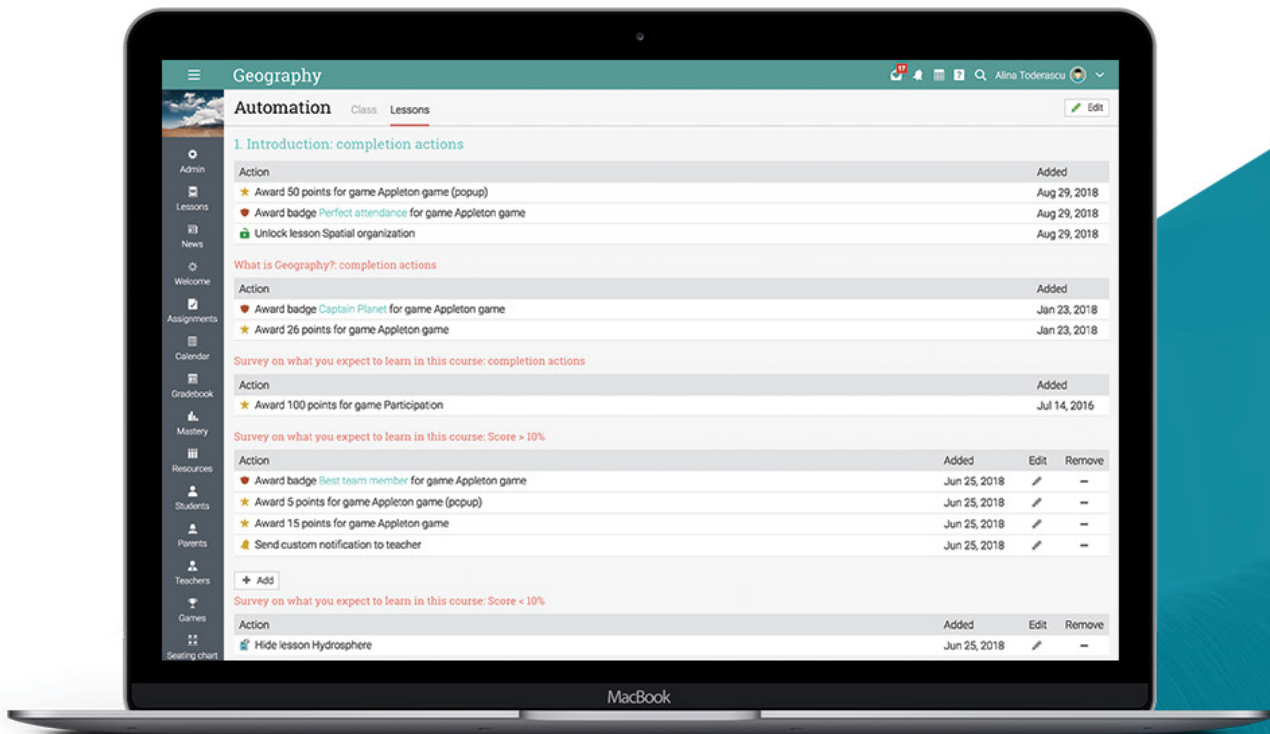 Geography
17
?
Alina Toderascu
Automation
Class
Lessons
Edit
Admin
Lessons
News
Welcome
Assignments
Calendar
Gradebook
Mastery
Resources
Students
Parents
Teachers
Games
Seating chart
1. Introduction: completion actions
Action Added
Award 50 points for game Appleton game (popup) Aug 29, 2018
Award badge Perfect attendance for game Appleton game Aug 29, 2018
Unlock lesson Spatial organization Aug 29, 2018
What is Geography?: completion actions
Action Added
Award badge Captain Planet for game Appleton game Jan 23, 2018
Award 26 points for game Appleton game Jan 23, 2018
Survey on what you expect to learn in this course: completion actions
Action Added
Award 100 points for game Participation Jul 14, 2016
Survey on what you expect to learn in this course: Score > 10%
Action Added Edit Remove
Award badge Best team member for game Appleton game Jun 25, 2018
Award 5 points for game Appleton game (popup) Jun 25, 2018
Award 15 points for game Appleton game Jun 25, 2018
Send custom notification to teacher Jun 25, 2018
+ Add
Survey on what you expect to learn in this course: Score < 10%
Action Added Edit Remove
Hide lesson Hydrosphere Jun 25, 2018
MacBook